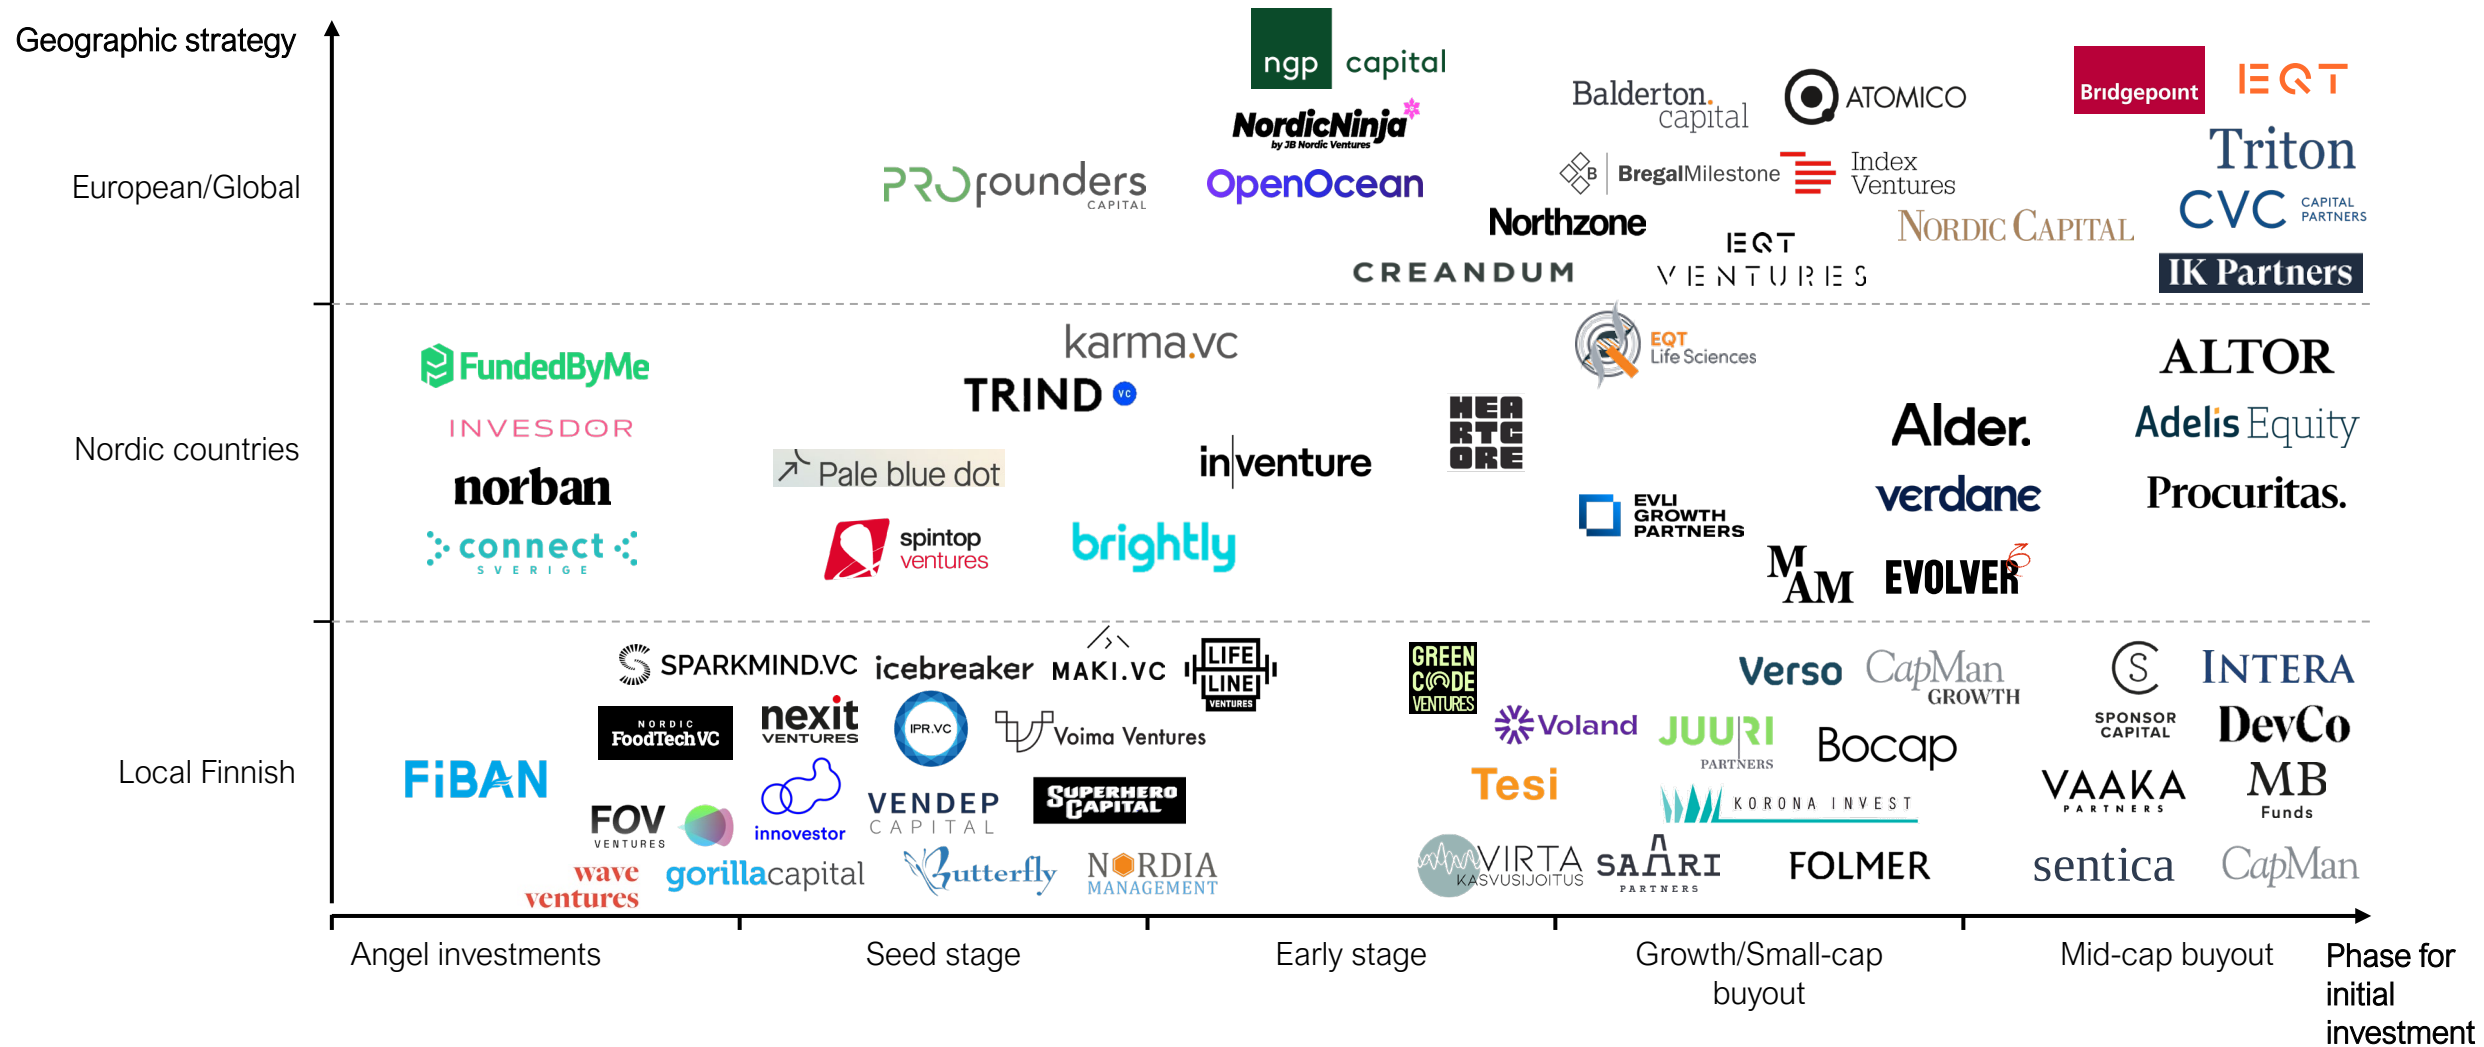 Geographic strategy
European/Global
Nordic countries
Local Finnish
ngp capital
NordicNinja
by JB Nordic Ventures
PROfounders
CAPITAL
OpenOcean
Balderton.
capital
ATOMICO
B BregalMilestone
Index
Ventures
Northzone
EQT
VENTURES
NORDIC CAPITAL
CREANDUM
Bridgepoint
EQT
Triton
CVC CAPITAL
PARTNERS
IK Partners
FundedByMe
INVESDOR
norban
connect
SVERIGE
karma.vc
TRIND VC
Pale blue dot
spintop
ventures
brightly
inventure
HEA
RTC
ORE
EQT
Life Sciences
EVLI
GROWTH
PARTNERS
Alder.
verdane
M
AM
EVOLVER
ALTOR
Adelis Equity
Procuritas.
SPARKMIND.VC
icebreaker
MAKI.VC
LIFE
LINE
VENTURES
NORDIC
FoodTechVC
nexit
VENTURES
IPR.VC
Voima Ventures
FiBAN
FOV
VENTURES
innovestor
VENDEP
CAPITAL
SUPERHERO
CAPITAL
wave
ventures
gorillacapital
Butterfly
NORDIA
MANAGEMENT
GREEN
CODE
VENTURES
Voland
Tesi
VIRTA
KASVUSIJOITUS
Verso
CapMan
GROWTH
JUURI
PARTNERS
Bocap
KORONA INVEST
SAARI
PARTNERS
FOLMER
S
SPONSOR
CAPITAL
INTERA
DevCo
VAAKA
PARTNERS
MB
Funds
sentica
CapMan
Angel investments
Seed stage
Early stage
Growth/Small-cap
buyout
Mid-cap buyout
Phase for
initial
investment